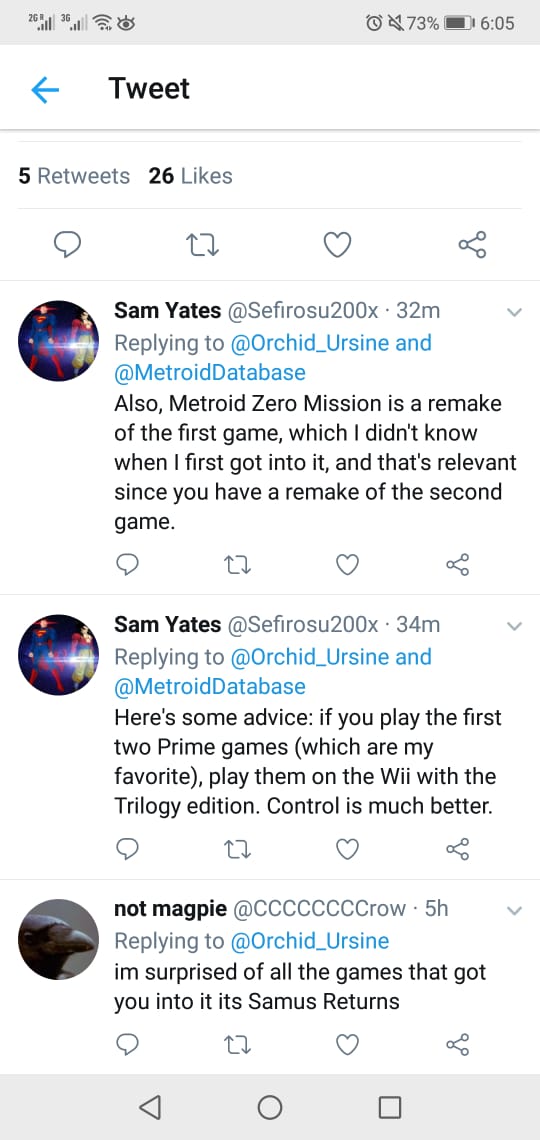 2G R 3G 73% 6:05
Tweet
5 Retweets 26 Likes
Sam Yates @Sefirosu200x · 32m
Replying to @Orchid_Ursine and
@MetroidDatabase
Also, Metroid Zero Mission is a remake
of the first game, which I didn't know
when I first got into it, and that's relevant
since you have a remake of the second
game.
Sam Yates @Sefirosu200x · 34m
Replying to @Orchid_Ursine and
@MetroidDatabase
Here's some advice: if you play the first
two Prime games (which are my
favorite), play them on the Wii with the
Trilogy edition. Control is much better.
not magpie @CCCCCCCCrow · 5h
Replying to @Orchid_Ursine
im surprised of all the games that got
you into it its Samus Returns